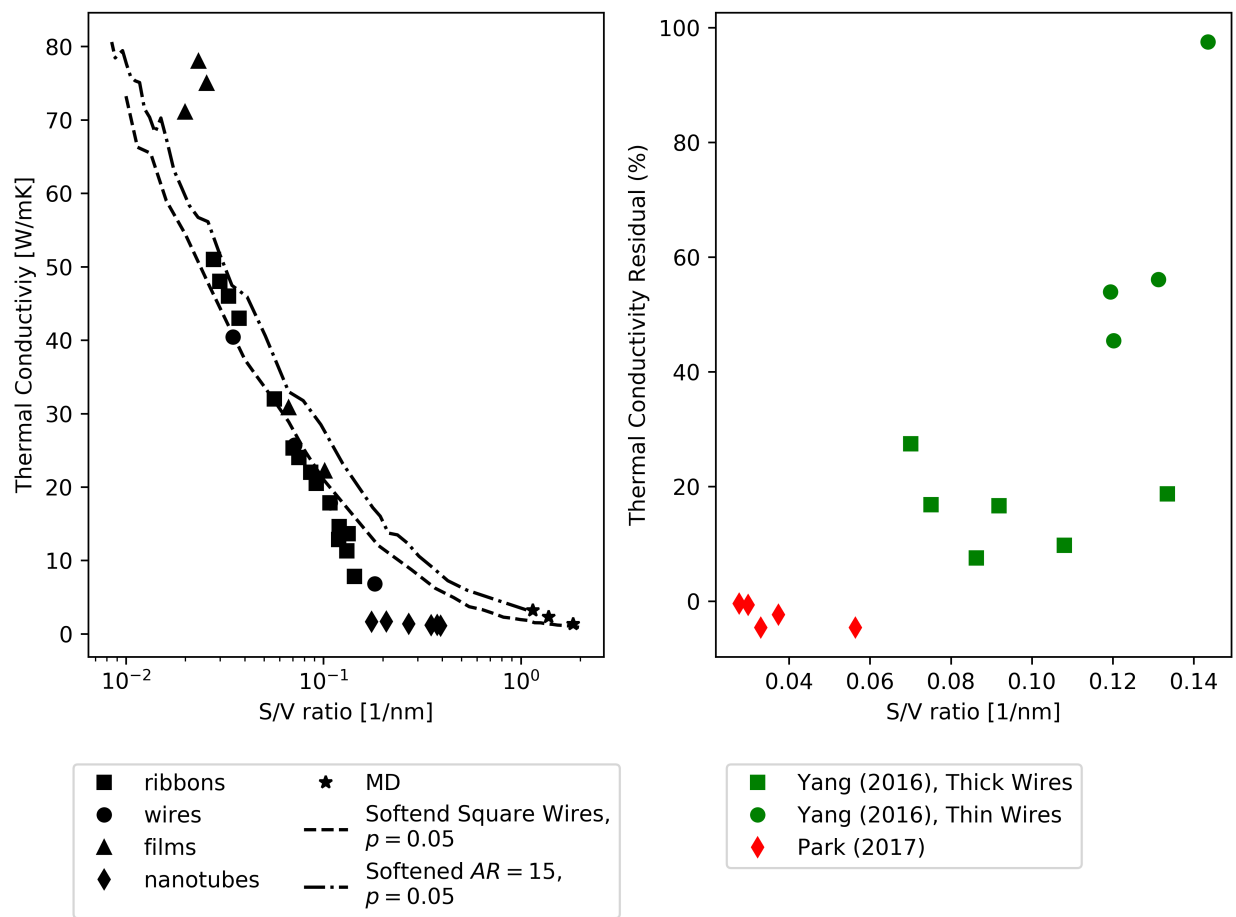 80
70
60
50
40
30
20
10
0
Thermal Conductiviy [W/mK]
10⁻²
10⁻¹
10⁰
S/V ratio [1/nm]
100
80
60
40
20
0
Thermal Conductivity Residual (%)
0.04
0.06
0.08
0.10
0.12
0.14
S/V ratio [1/nm]
ribbons
wires
films
nanotubes
MD
Softend Square Wires,
p = 0.05
Softened AR = 15,
p = 0.05
Yang (2016), Thick Wires
Yang (2016), Thin Wires
Park (2017)